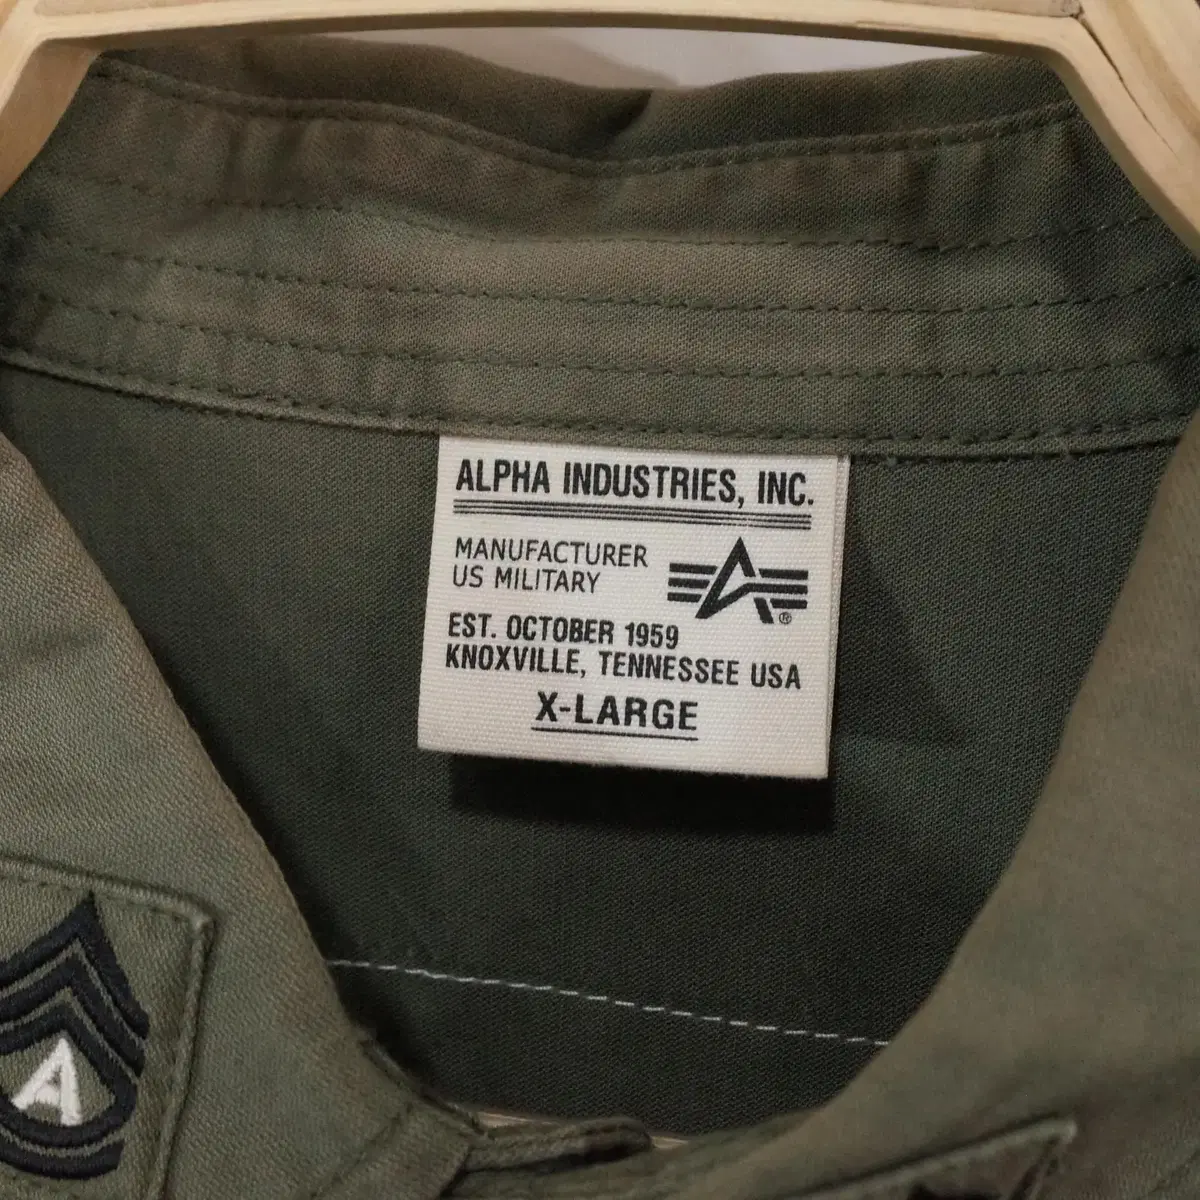 ALPHA INDUSTRIES, INC.
MANUFACTURER
US MILITARY
®
EST. OCTOBER 1959
KNOXVILLE, TENNESSEE USA
X-LARGE
A